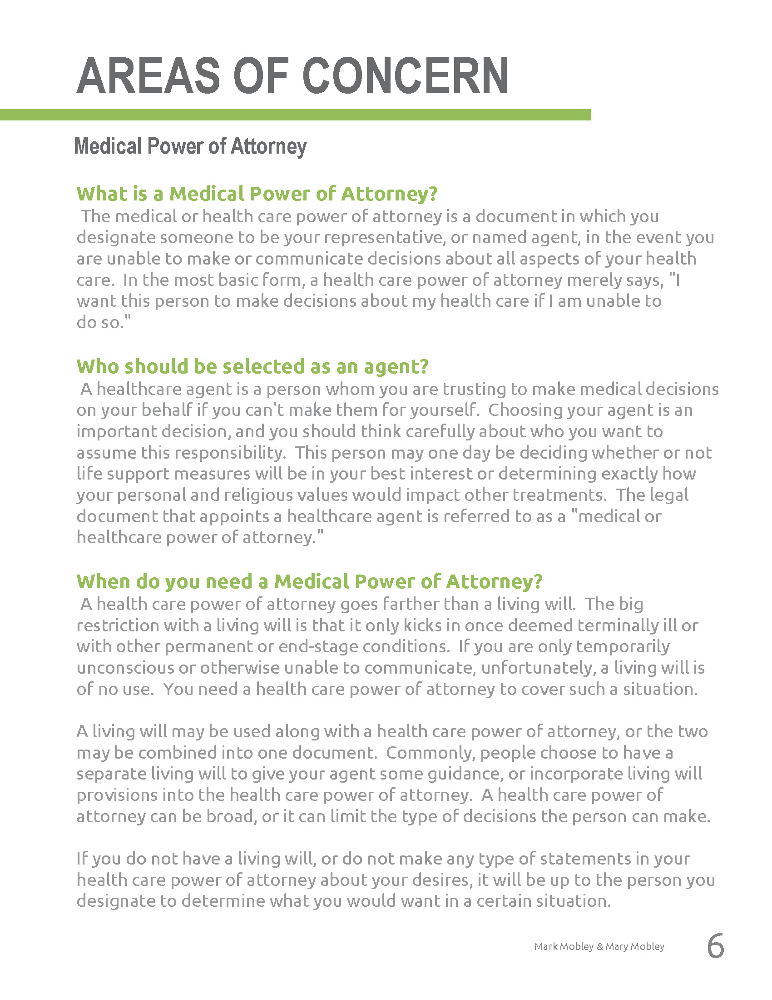 AREAS OF CONCERN
Medical Power of Attorney
What is a Medical Power of Attorney?
The medical or health care power of attorney is a document in which you
designate someone to be your representative, or named agent, in the event you
are unable to make or communicate decisions about all aspects of your health
care.  In the most basic form, a health care power of attorney merely says, "I
want this person to make decisions about my health care if I am unable to
do so."
Who should be selected as an agent?
A healthcare agent is a person whom you are trusting to make medical decisions
on your behalf if you can't make them for yourself.  Choosing your agent is an
important decision, and you should think carefully about who you want to
assume this responsibility.  This person may one day be deciding whether or not
life support measures will be in your best interest or determining exactly how
your personal and religious values would impact other treatments.  The legal
document that appoints a healthcare agent is referred to as a "medical or
healthcare power of attorney."
When do you need a Medical Power of Attorney?
A health care power of attorney goes farther than a living will.  The big
restriction with a living will is that it only kicks in once deemed terminally ill or
with other permanent or end-stage conditions.  If you are only temporarily
unconscious or otherwise unable to communicate, unfortunately, a living will is
of no use.  You need a health care power of attorney to cover such a situation.
A living will may be used along with a health care power of attorney, or the two
may be combined into one document.  Commonly, people choose to have a
separate living will to give your agent some guidance, or incorporate living will
provisions into the health care power of attorney.  A health care power of
attorney can be broad, or it can limit the type of decisions the person can make.
If you do not have a living will, or do not make any type of statements in your
health care power of attorney about your desires, it will be up to the person you
designate to determine what you would want in a certain situation.
Mark Mobley & Mary Mobley
6